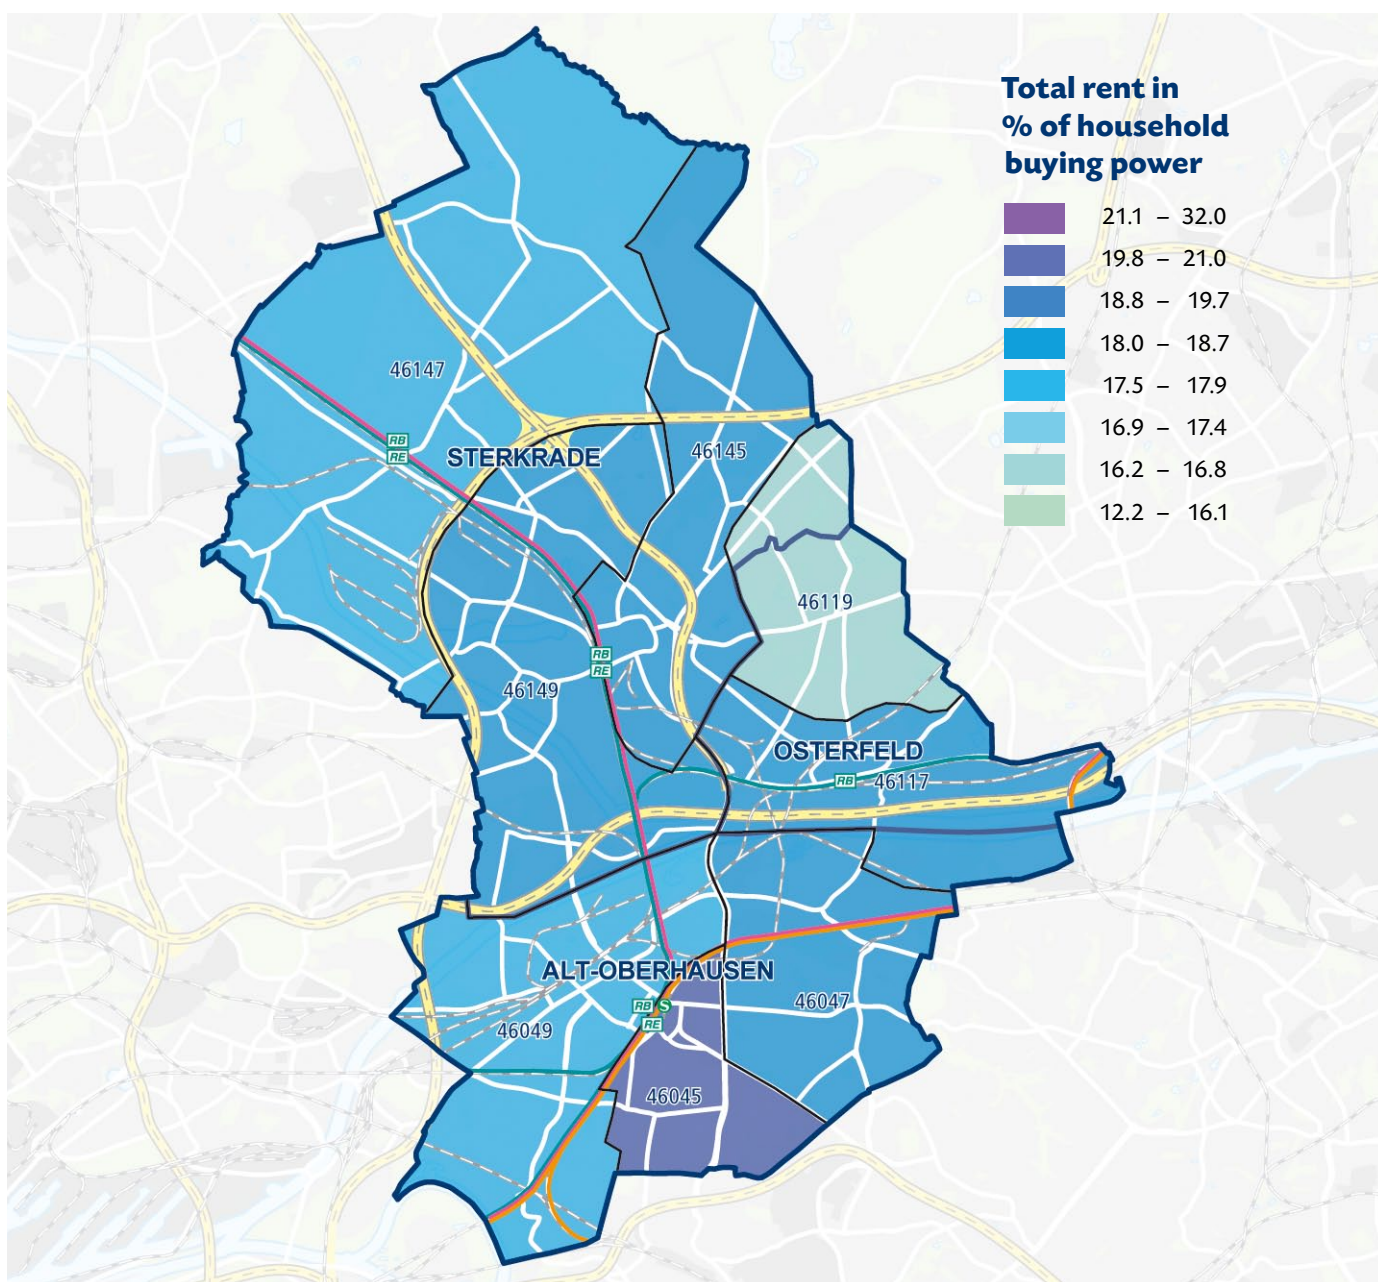 Total rent in
% of household
buying power
21.1 – 32.0
19.8 – 21.0
18.8 – 19.7
18.0 – 18.7
17.5 – 17.9
16.9 – 17.4
16.2 – 16.8
12.2 – 16.1
46147
RB
RE
STERKRADE
46145
46119
RB
RE
46149
OSTERFELD
RB
46117
ALT-OBERHAUSEN
RB
S
RE
46047
46049
46045